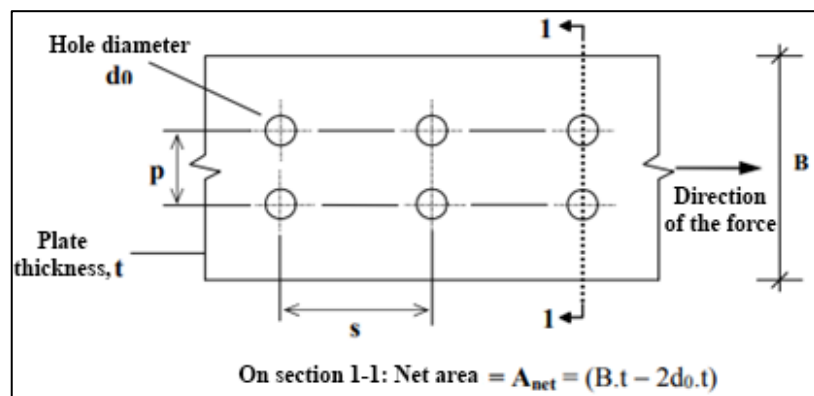 Hole diameter
d0
1
p
B
Direction
of the force
Plate
thickness, t
s
1
On section 1-1: Net area = Anet = (B.t – 2d0.t)